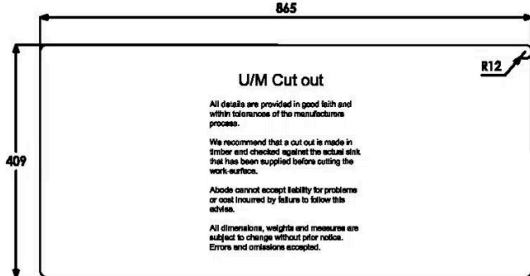 865
R12
409
U/M Cut out
All details are provided in good faith and
within tolerances of the manufacturers
process.
We recommend that a cut out is made in
timber and checked against the actual sink
that has been supplied before cutting the
work-surface.
Abode cannot accept liability for problems
or cost incurred by failure to follow this
advise.
All dimensions, weights and measures are
subject to change without prior notice.
Errors and omissions accepted.